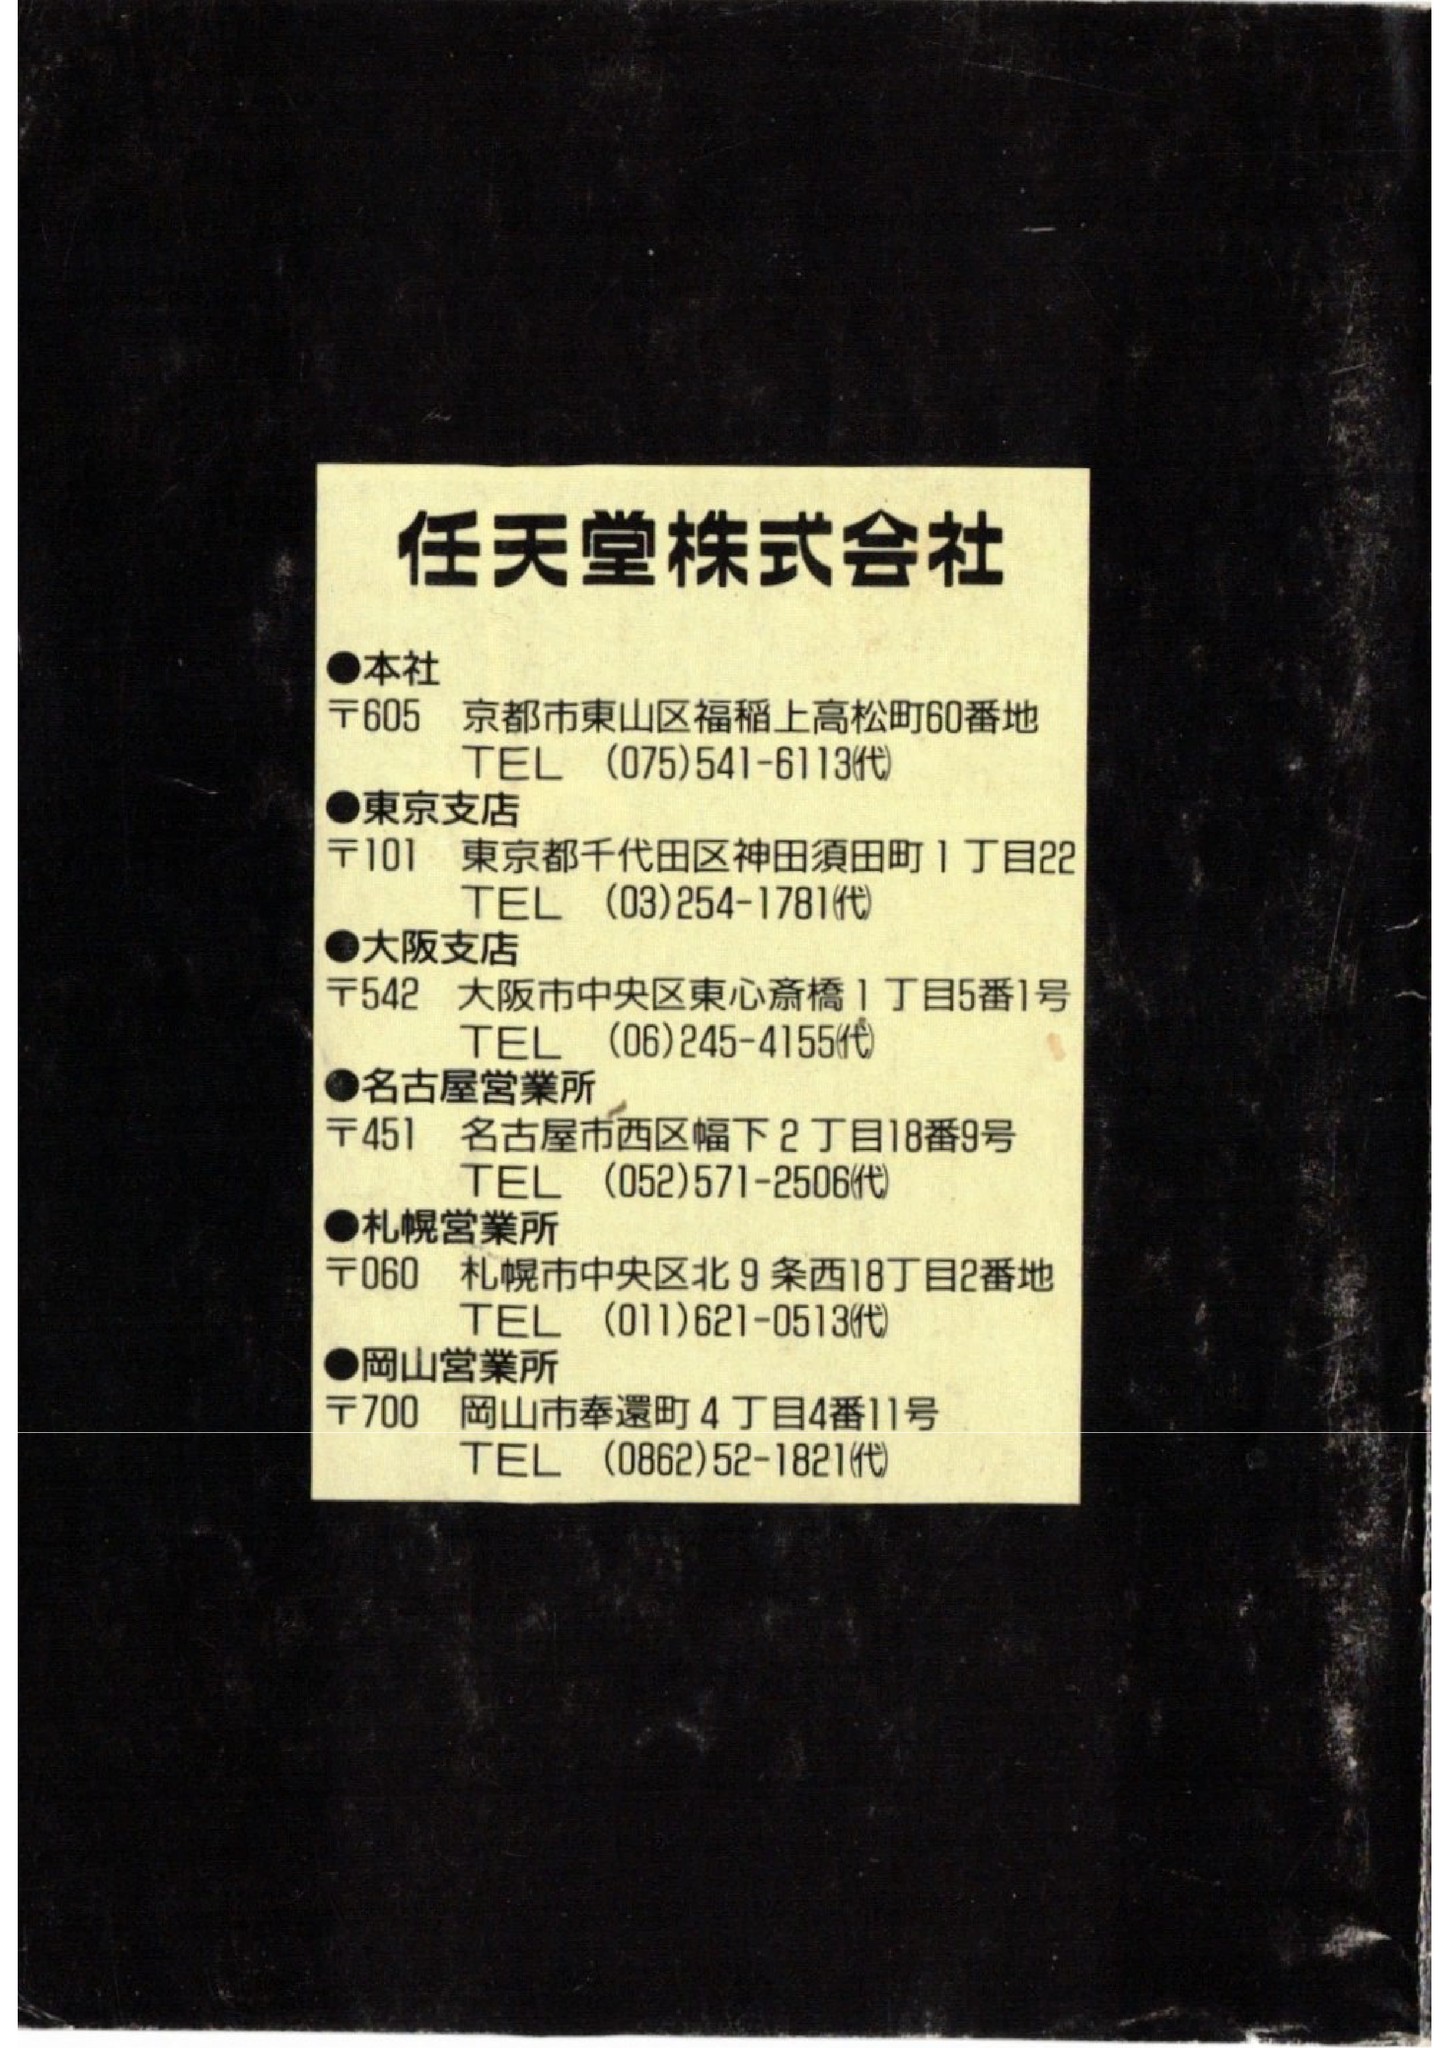 任天堂株式会社
●本社
〒605 京都市東山区福稲上高松町60番地
TEL (075)541-6113㈹
●東京支店
〒101 東京都千代田区神田須田町1丁目22
TEL (03)254-1781㈹
●大阪支店
〒542 大阪市中央区東心斎橋1丁目5番1号
TEL (06)245-4155㈹
●名古屋営業所
〒451 名古屋市西区幅下2丁目18番9号
TEL (052)571-2506㈹
●札幌営業所
〒060 札幌市中央区北9条西18丁目2番地
TEL (011)621-0513㈹
●岡山営業所
〒700 岡山市奉還町4丁目4番11号
TEL (0862)52-1821㈹